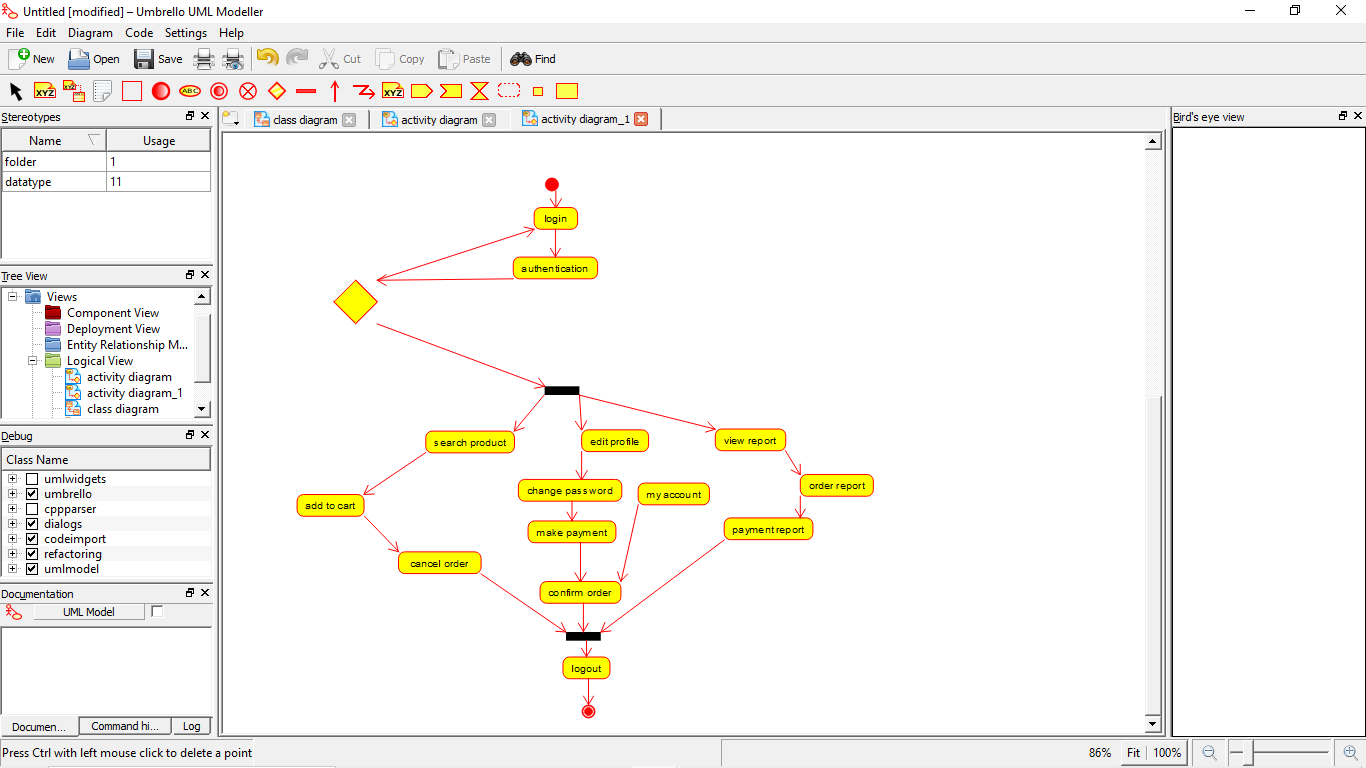 Untitled [modified] – Umbrello UML Modeller
File Edit Diagram Code Settings Help
New Open Save Cut Copy Paste Find
XYZ XYZ ABC XYZ
Stereotypes
Name Usage
folder 1
datatype 11
Tree View
Views
Component View
Deployment View
Entity Relationship M...
Logical View
activity diagram
activity diagram_1
class diagram
Debug
Class Name
umlwidgets
umbrello
cppparser
dialogs
codeimport
refactoring
umlmodel
Documentation
UML Model
Documen... Command hi... Log
class diagram activity diagram activity diagram_1
login
authentication
search product edit profile view report
change password my account order report
add to cart make payment payment report
cancel order
confirm order
logout
Bird's eye view
Press Ctrl with left mouse click to delete a point
86% Fit 100%